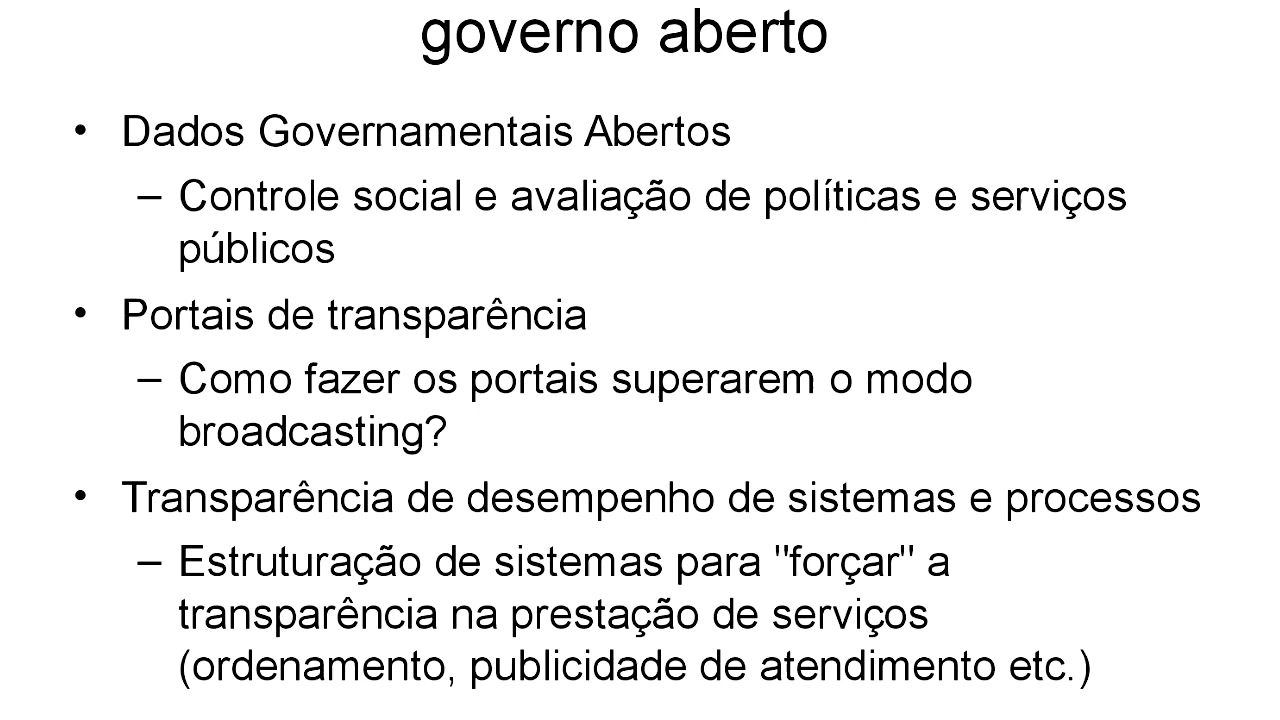 governo aberto
• Dados Governamentais Abertos
– Controle social e avaliação de políticas e serviços
públicos
• Portais de transparência
– Como fazer os portais superarem o modo
broadcasting?
• Transparência de desempenho de sistemas e processos
– Estruturação de sistemas para "forçar" a
transparência na prestação de serviços
(ordenamento, publicidade de atendimento etc.)